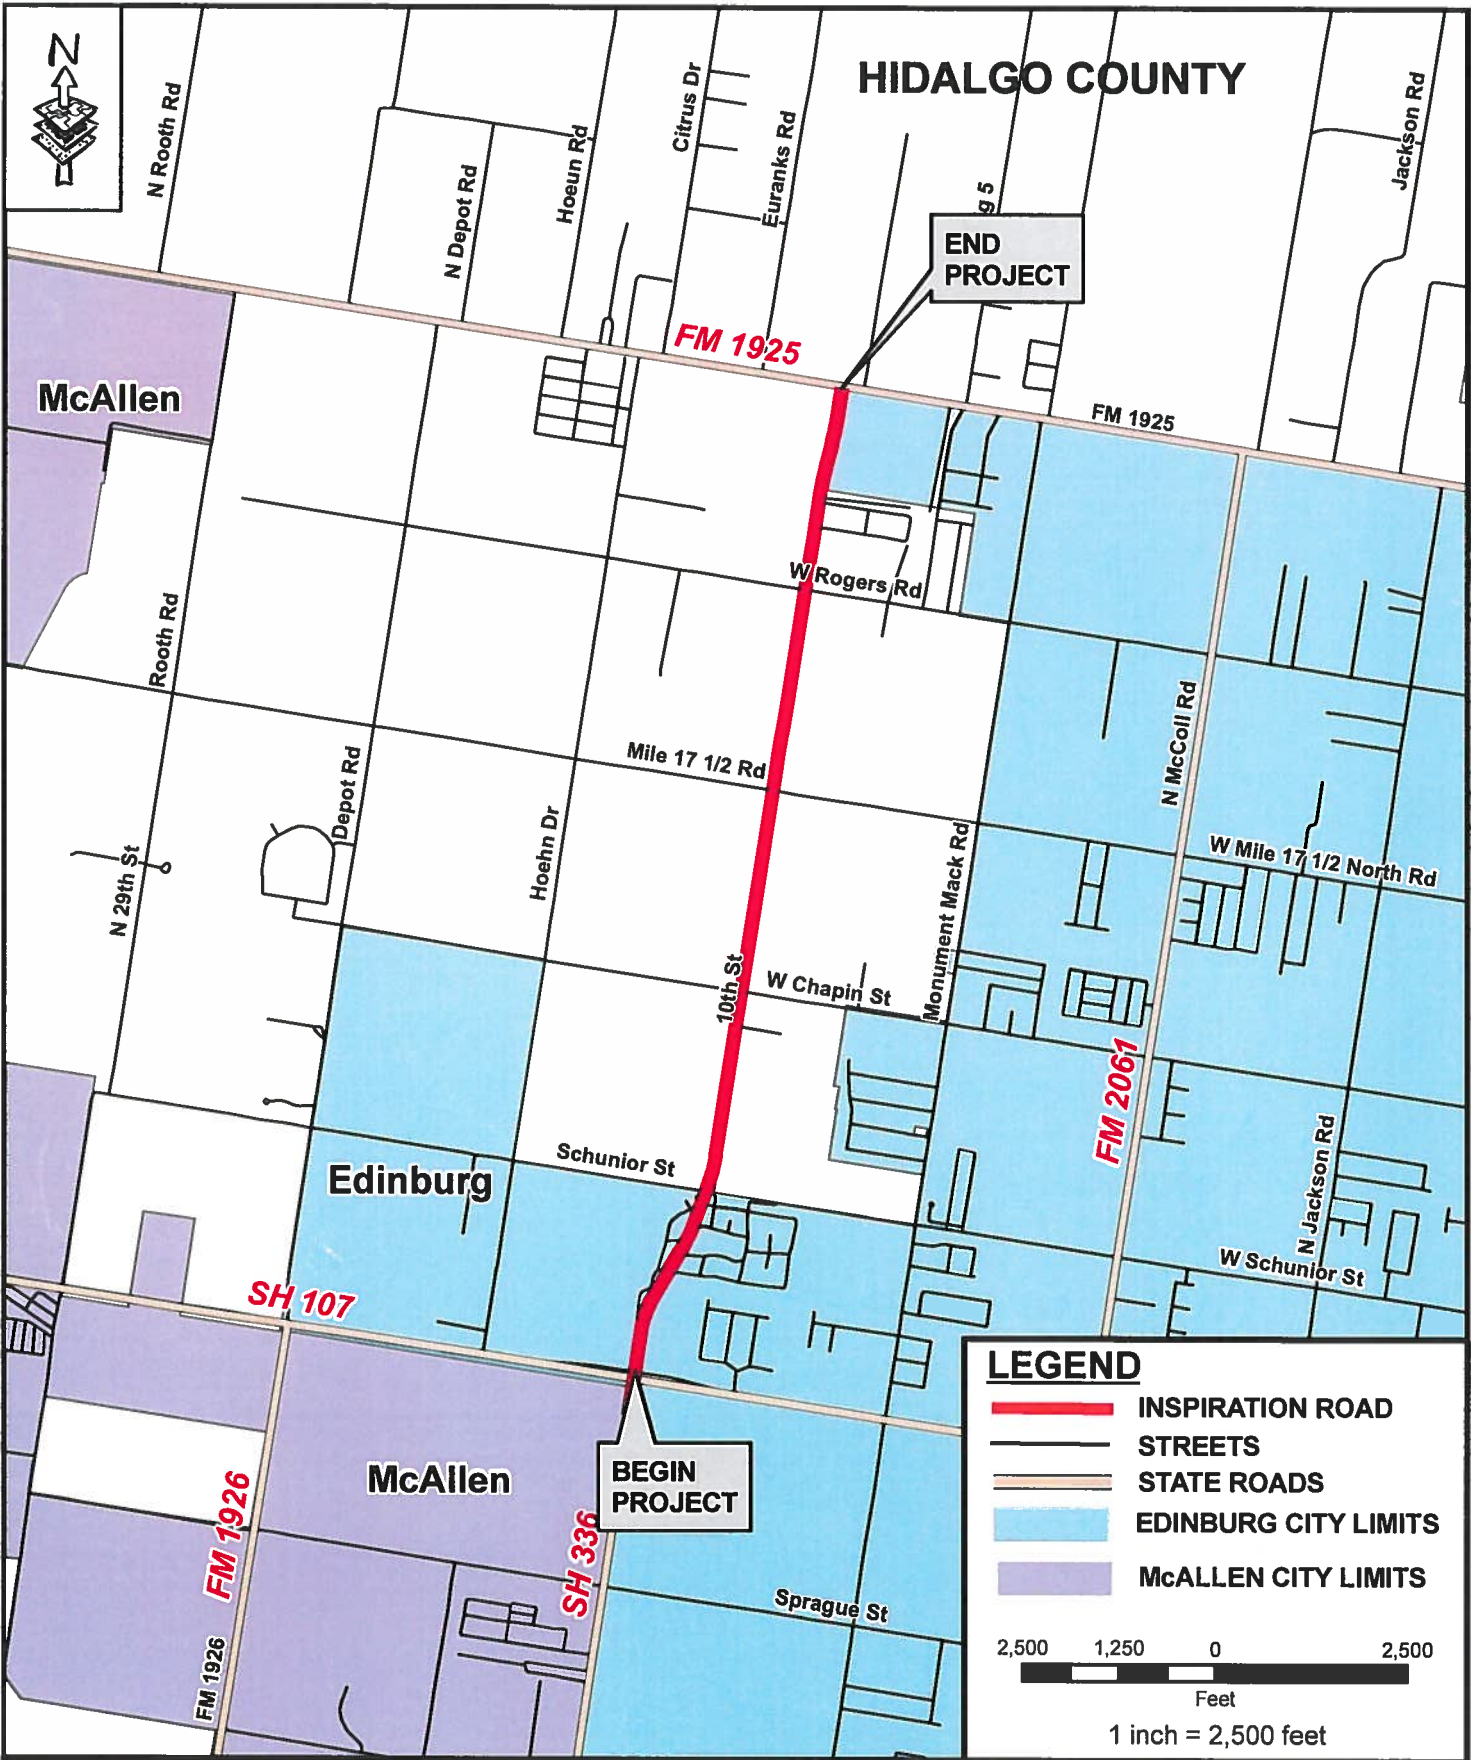 N
HIDALGO COUNTY
N Rooth Rd
N Depot Rd
Hoeun Rd
Citrus Dr
Euranks Rd
g 5
Jackson Rd
END
PROJECT
FM 1925
FM 1925
McAllen
W Rogers Rd
Rooth Rd
Mile 17 1/2 Rd
N McColl Rd
Depot Rd
Hoehn Dr
N 29th St
Monument Mack Rd
W Mile 17 1/2 North Rd
10th St
W Chapin St
FM 2061
Schunior St
Edinburg
N Jackson Rd
W Schunior St
SH 107
McAllen
BEGIN
PROJECT
FM 1926
SH 336
Sprague St
FM 1926
LEGEND
INSPIRATION ROAD
STREETS
STATE ROADS
EDINBURG CITY LIMITS
McALLEN CITY LIMITS
2,500 1,250 0 2,500
Feet
1 inch = 2,500 feet